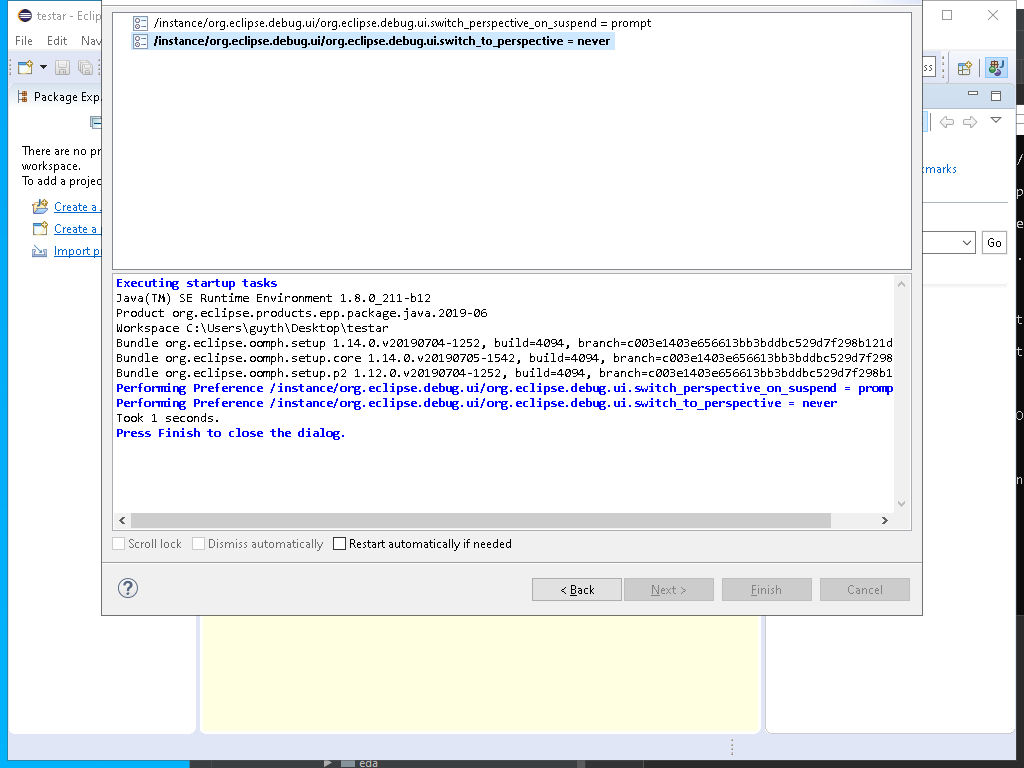 testar - Eclip
File Edit Nav
Package Exp
There are no pr
workspace.
To add a projec
Create a
Create a
Import p
/instance/org.eclipse.debug.ui/org.eclipse.debug.ui.switch_perspective_on_suspend = prompt
/instance/org.eclipse.debug.ui/org.eclipse.debug.ui.switch_to_perspective = never
ss
marks
Go
Executing startup tasks
Java(TM) SE Runtime Environment 1.8.0_211-b12
Product org.eclipse.products.epp.package.java.2019-06
Workspace C:\Users\guyth\Desktop\testar
Bundle org.eclipse.oomph.setup 1.14.0.v20190704-1252, build=4094, branch=c003e1403e656613bb3bddbc529d7f298b121d
Bundle org.eclipse.oomph.setup.core 1.14.0.v20190705-1542, build=4094, branch=c003e1403e656613bb3bddbc529d7f298
Bundle org.eclipse.oomph.setup.p2 1.12.0.v20190704-1252, build=4094, branch=c003e1403e656613bb3bddbc529d7f298b1
Performing Preference /instance/org.eclipse.debug.ui/org.eclipse.debug.ui.switch_perspective_on_suspend = promp
Performing Preference /instance/org.eclipse.debug.ui/org.eclipse.debug.ui.switch_to_perspective = never
Took 1 seconds.
Press Finish to close the dialog.
Scroll lock Dismiss automatically Restart automatically if needed
? < Back Next > Finish Cancel
eda